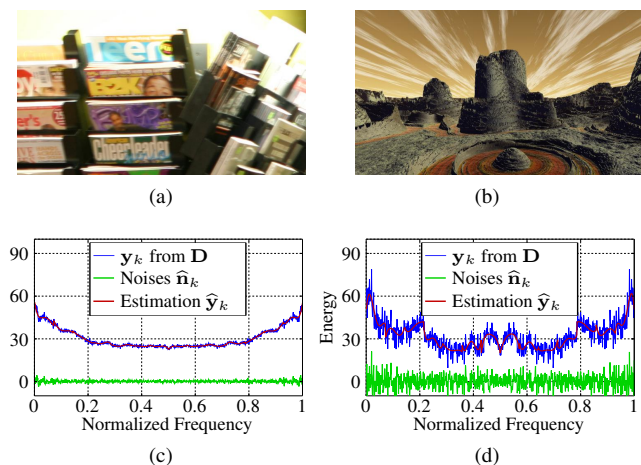 Teens
Cheerleader
(a)
(b)
90
60
30
0
y_k from D
Noises n̂_k
Estimation ŷ_k
0 0.2 0.4 0.6 0.8 1
Normalized Frequency
(c)
Energy
90
60
30
0
y_k from D
Noises n̂_k
Estimation ŷ_k
0 0.2 0.4 0.6 0.8 1
Normalized Frequency
(d)